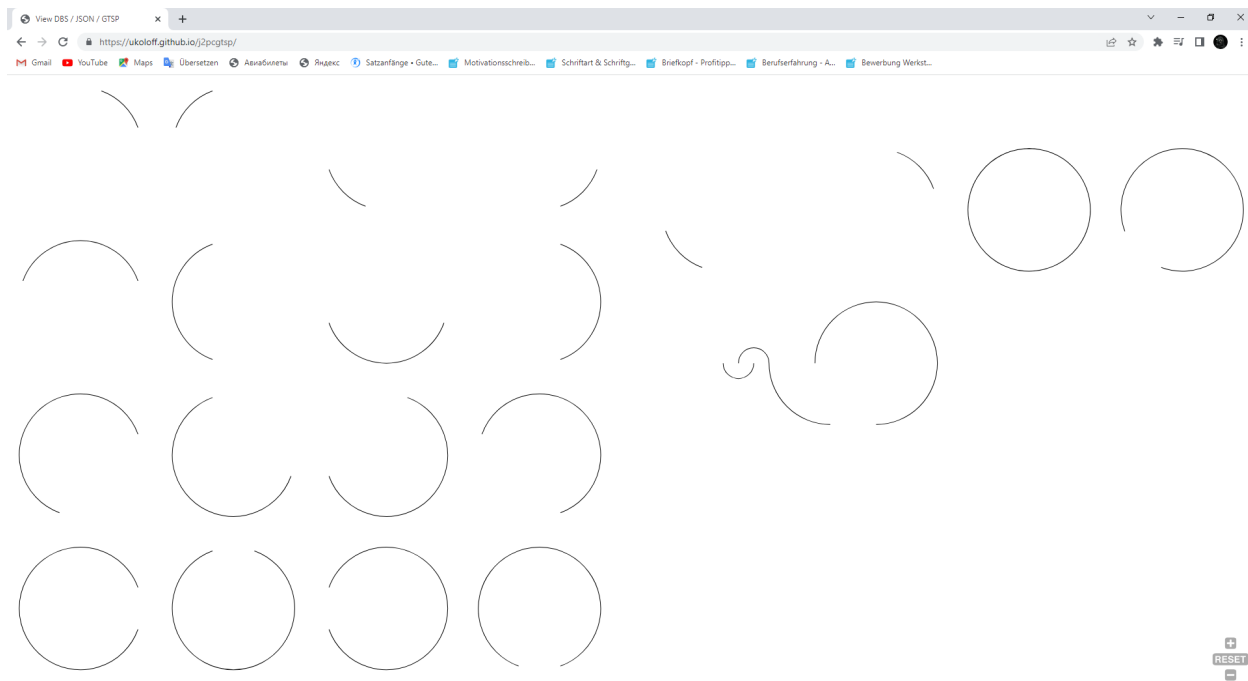 View DBS / JSON / GTSP
https://ukoloff.github.io/j2pcgtsp/
Gmail YouTube Maps Übersetzen Авиабилеты Яндекс Satzanfänge • Gute... Motivationsschreib... Schriftart & Schriftg... Briefkopf - Profitipp... Berufserfahrung - A... Bewerbung Werkst...
RESET